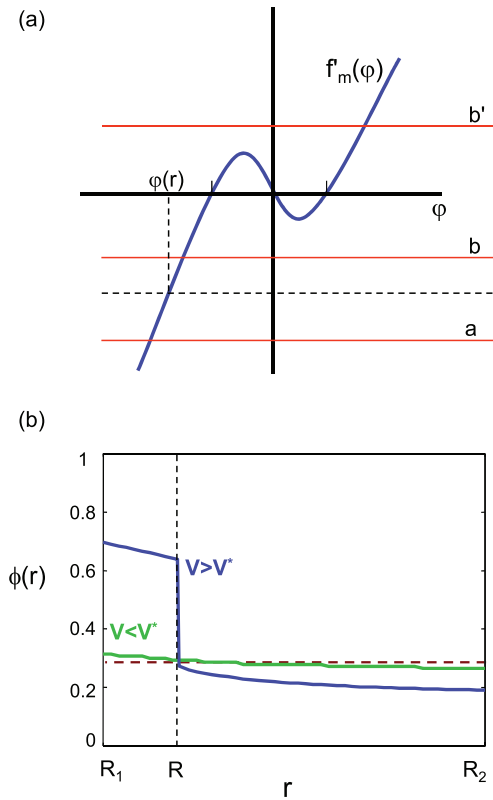 (a)
f'm(φ)
b'
φ(r)
φ
b
a
(b)
1
0.8
0.6
ϕ(r)
V>V*
0.4
V<V*
0.2
0
R1
R
r
R2